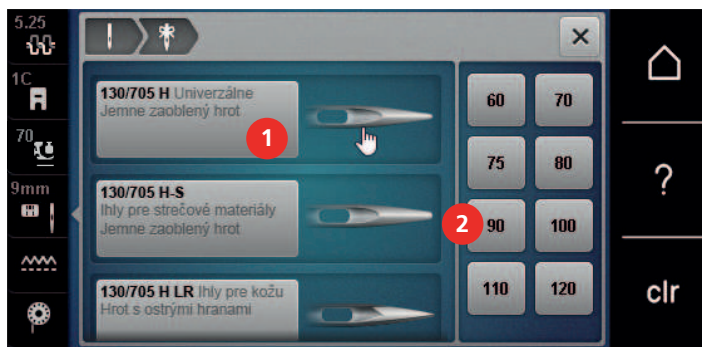 5.25
1C
70
9mm
130/705 H Univerzálne
Jemne zaoblený hrot
1
130/705 H-S
Ihly pre strečové materiály
Jemne zaoblený hrot
130/705 H LR Ihly pre kožu
Hrot s ostrými hranami
60 70
75 80
2 90 100
110 120
?
clr